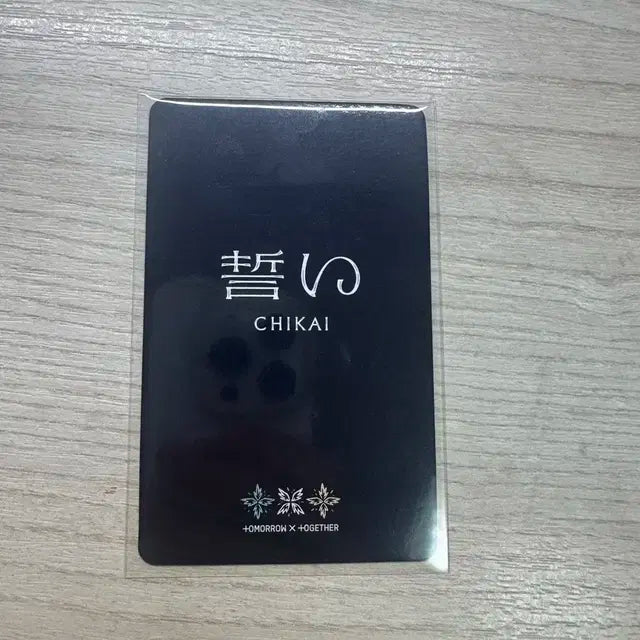 誓い
CHIKAI
TOMORROW × TOGETHER